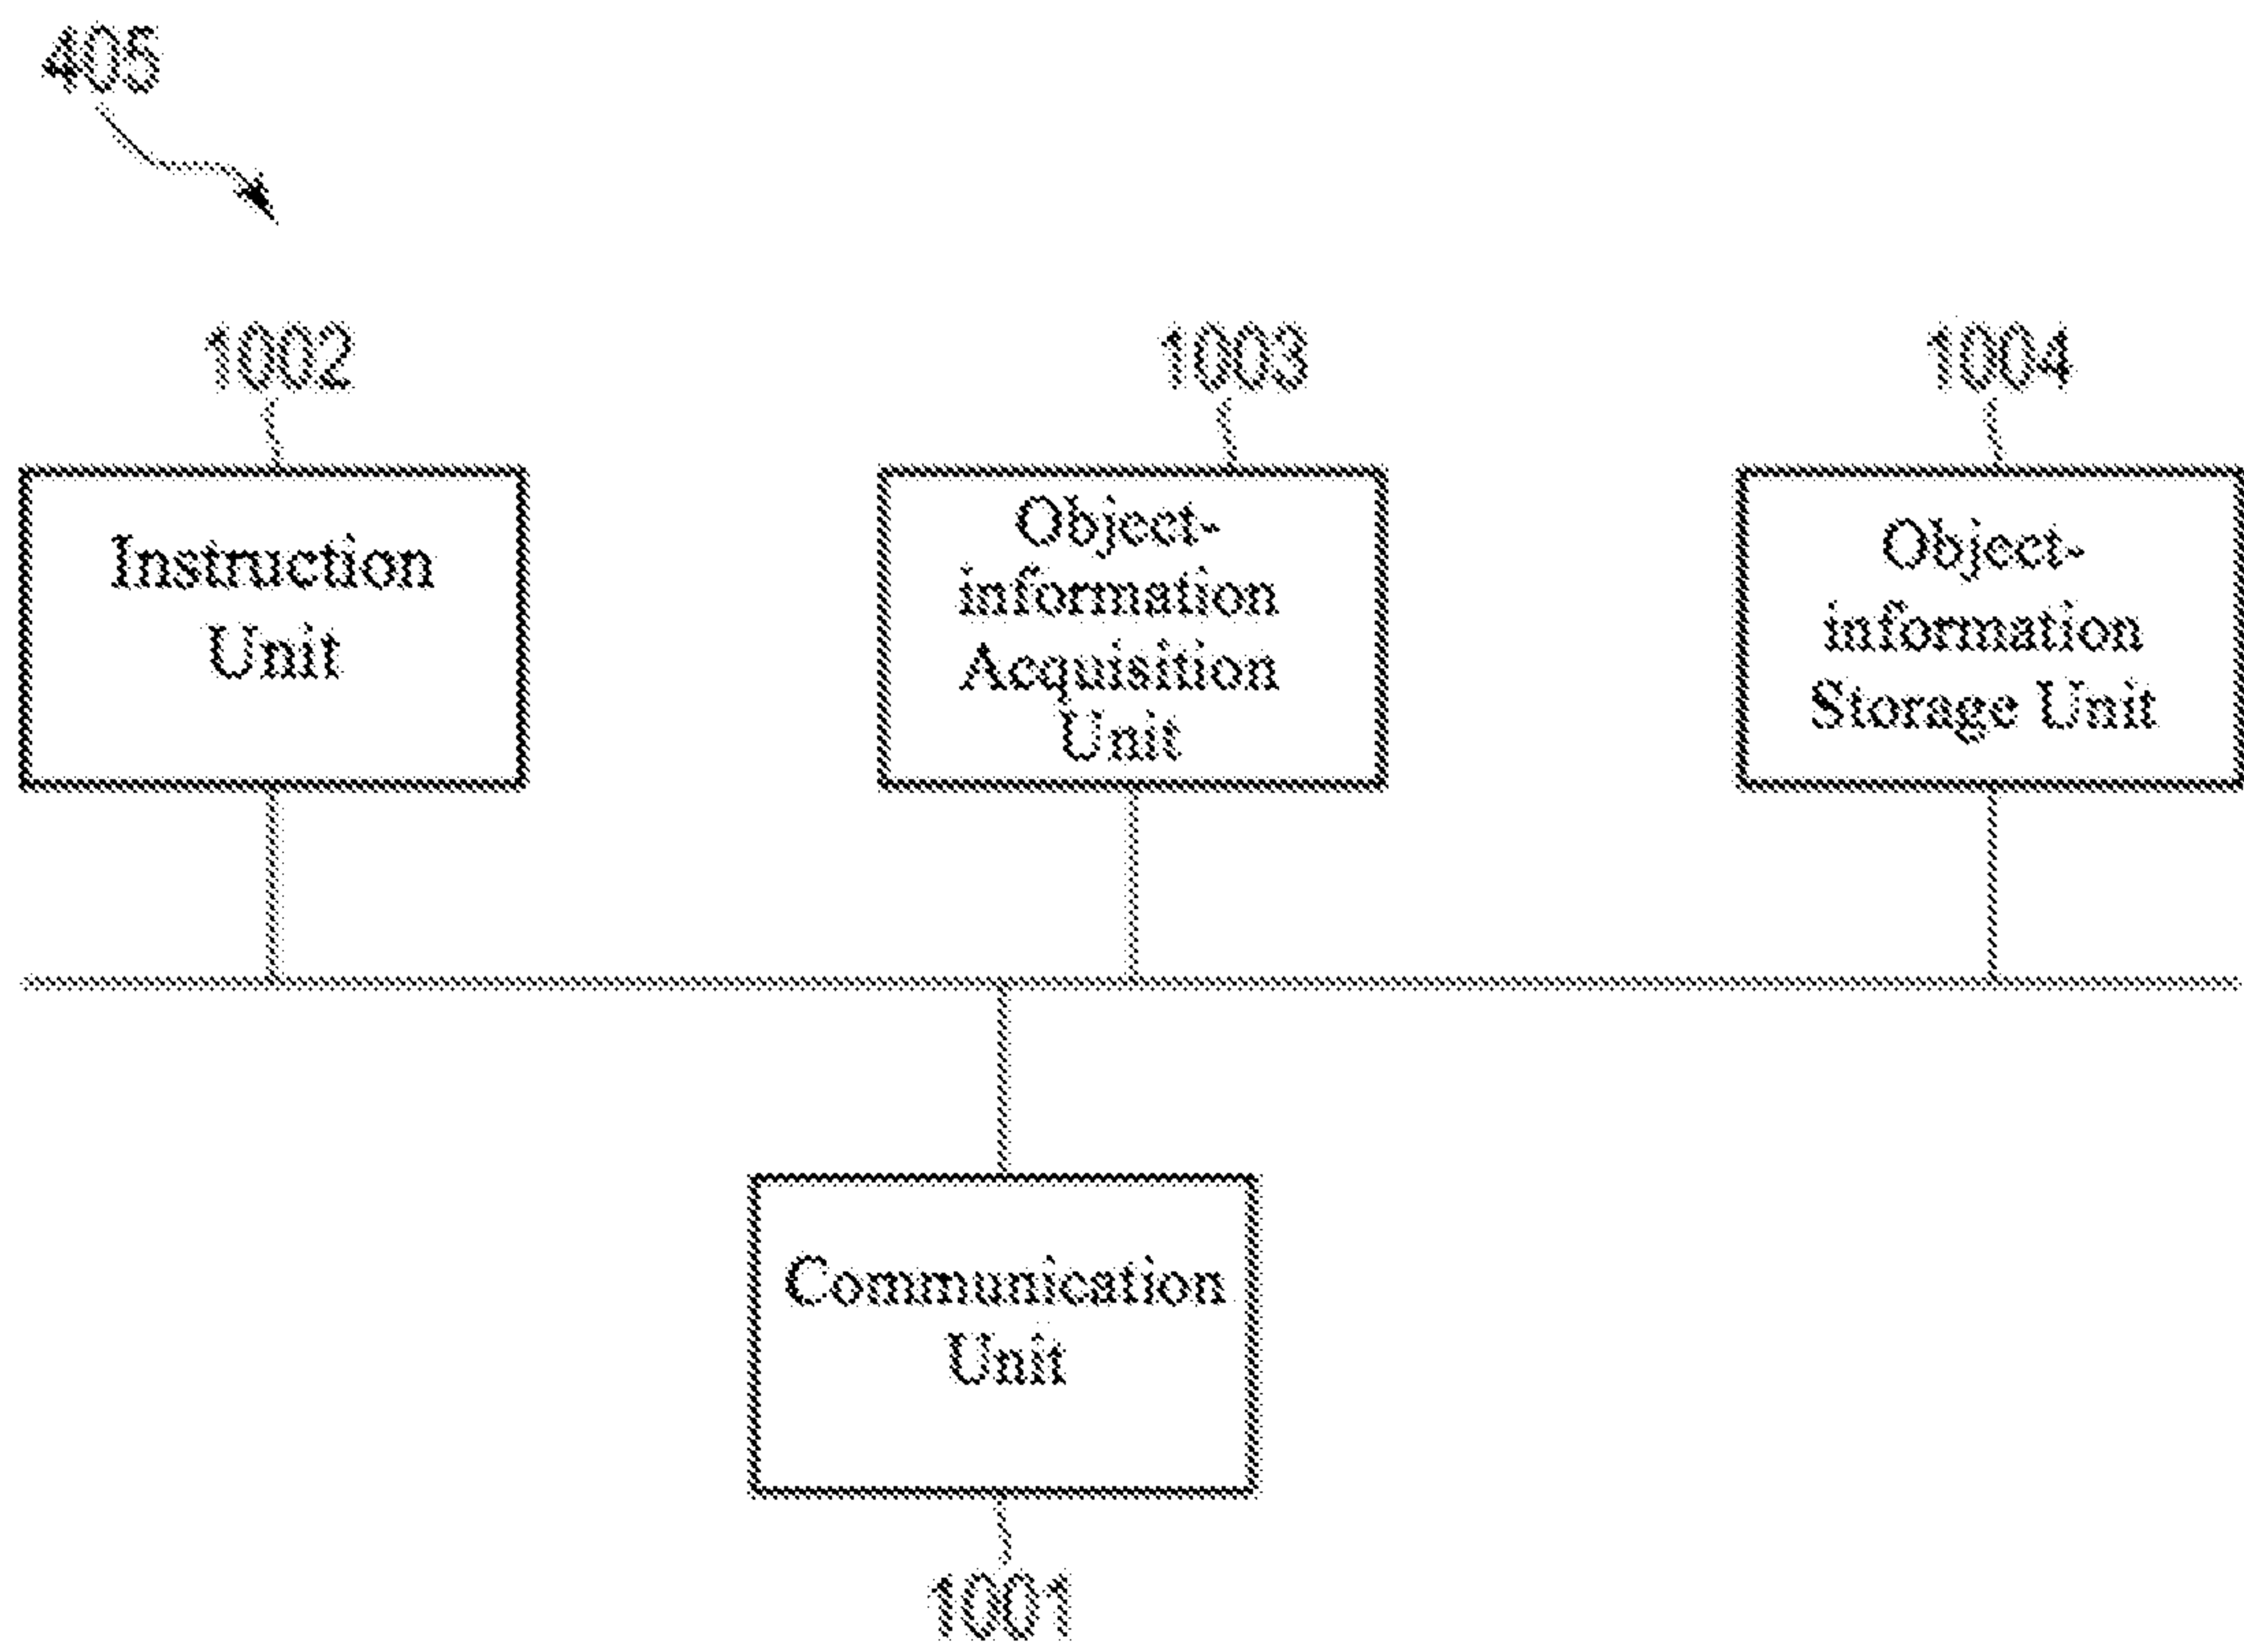 405
1002
1003
1004
Instruction
Unit
Object-
information
Acquisition
Unit
Object-
information
Storage Unit
Communication
Unit
1001